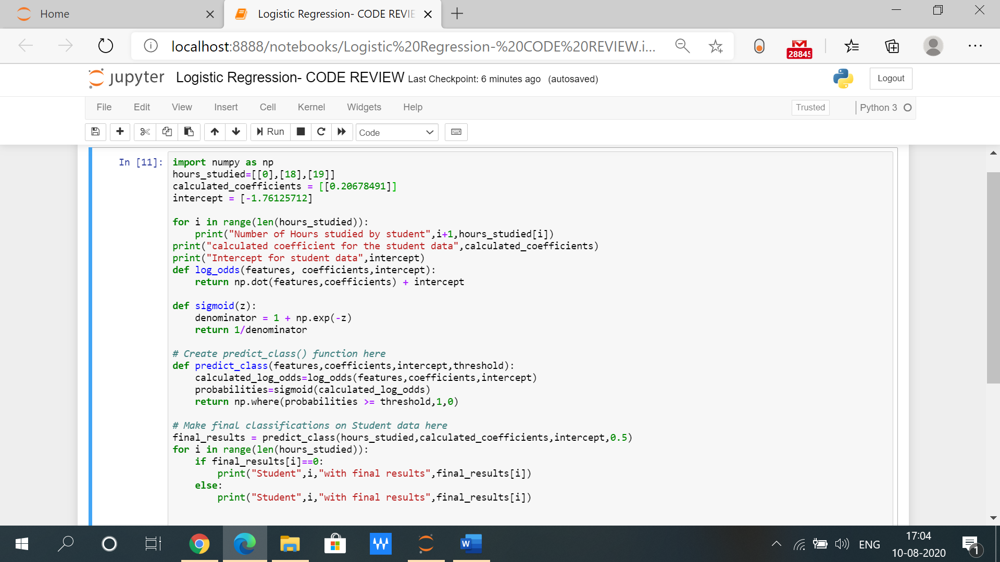 Home
Logistic Regression- CODE REVIE
localhost:8888/notebooks/Logistic%20Regression-%20CODE%20REVIEW.i...
28845
jupyter Logistic Regression- CODE REVIEW Last Checkpoint: 6 minutes ago (autosaved)
Logout
File Edit View Insert Cell Kernel Widgets Help
Trusted
Python 3
Run
Code
In [11]:
import numpy as np
hours_studied=[[0],[18],[19]]
calculated_coefficients = [[0.20678491]]
intercept = [-1.76125712]
for i in range(len(hours_studied)):
    print("Number of Hours studied by student",i+1,hours_studied[i])
print("calculated coefficient for the student data",calculated_coefficients)
print("Intercept for student data",intercept)
def log_odds(features, coefficients,intercept):
    return np.dot(features,coefficients) + intercept
def sigmoid(z):
    denominator = 1 + np.exp(-z)
    return 1/denominator
# Create predict_class() function here
def predict_class(features,coefficients,intercept,threshold):
    calculated_log_odds=log_odds(features,coefficients,intercept)
    probabilities=sigmoid(calculated_log_odds)
    return np.where(probabilities >= threshold,1,0)
# Make final classifications on Student data here
final_results = predict_class(hours_studied,calculated_coefficients,intercept,0.5)
for i in range(len(hours_studied)):
    if final_results[i]==0:
        print("Student",i,"with final results",final_results[i])
    else:
        print("Student",i,"with final results",final_results[i])
W
ENG
17:04
10-08-2020
1